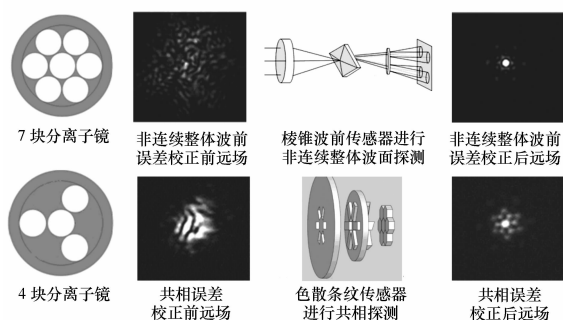 7 块分离子镜
非连续整体波前
误差校正前远场
棱锥波前传感器进行
非连续整体波面探测
非连续整体波前
误差校正后远场
4 块分离子镜
共相误差
校正前远场
色散条纹传感器
进行共相探测
共相误差
校正后远场